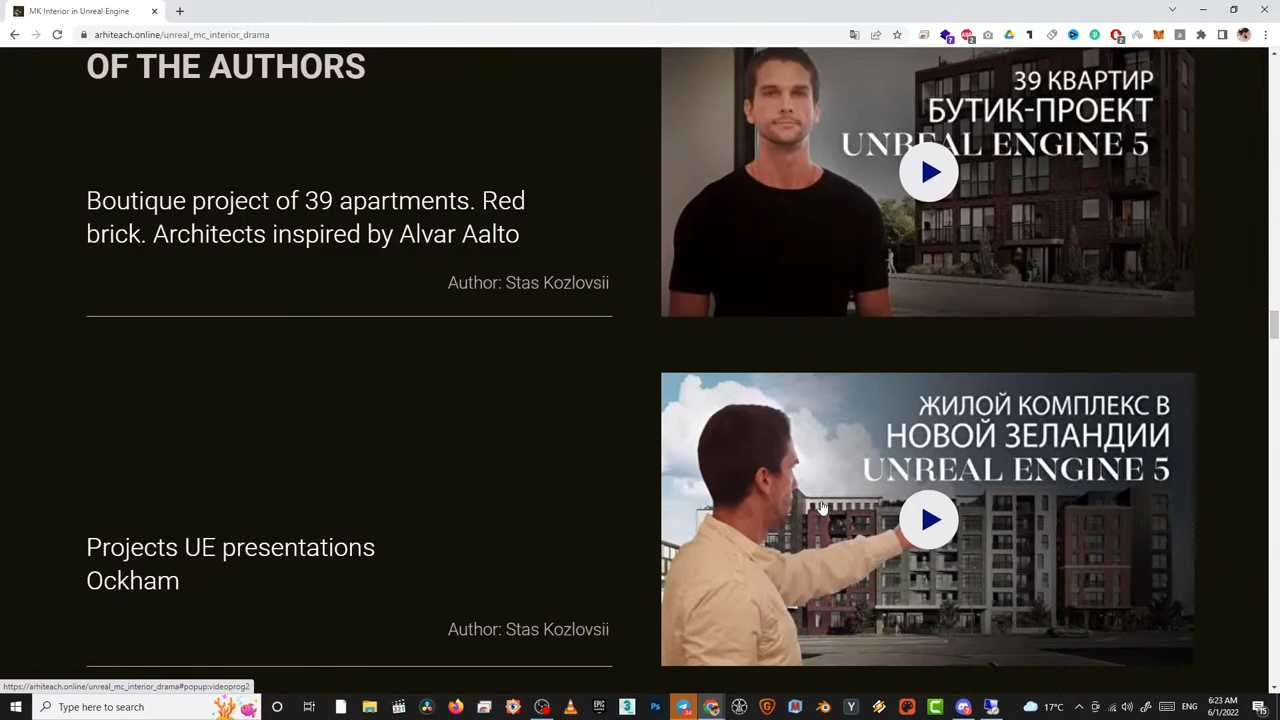 MK Interior in Unreal Engine
arhiteach.online/unreal_mc_interior_drama
7
2
2
OF THE AUTHORS
39 КВАРТИР
БУТИК-ПРОЕКТ
UNREAL ENGINE 5
Boutique project of 39 apartments. Red
brick. Architects inspired by Alvar Aalto
Author: Stas Kozlovsii
ЖИЛОЙ КОМПЛЕКС В
НОВОЙ ЗЕЛАНДИИ
UNREAL ENGINE 5
Projects UE presentations
Ockham
Author: Stas Kozlovsii
https://arhiteach.online/unreal_mc_interior_drama#popup:videoprog2
Type here to search
17°C
ENG
6:23 AM
6/1/2022